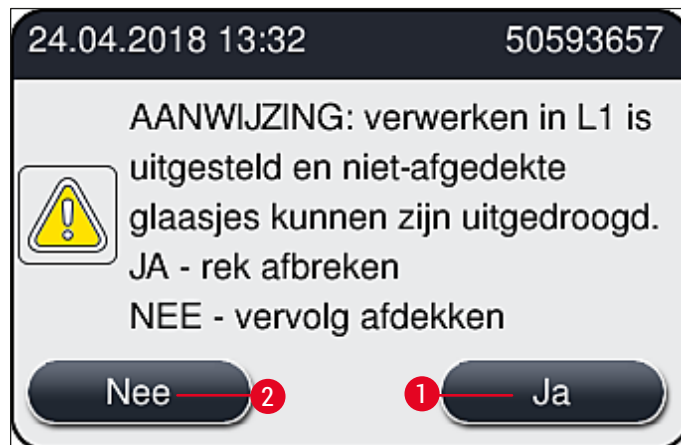 24.04.2018 13:32 50593657
AANWIJZING: verwerken in L1 is
uitgesteld en niet-afgedekte
glaasjes kunnen zijn uitgedroogd.
JA - rek afbreken
NEE - vervolg afdekken
Nee 2 1 Ja